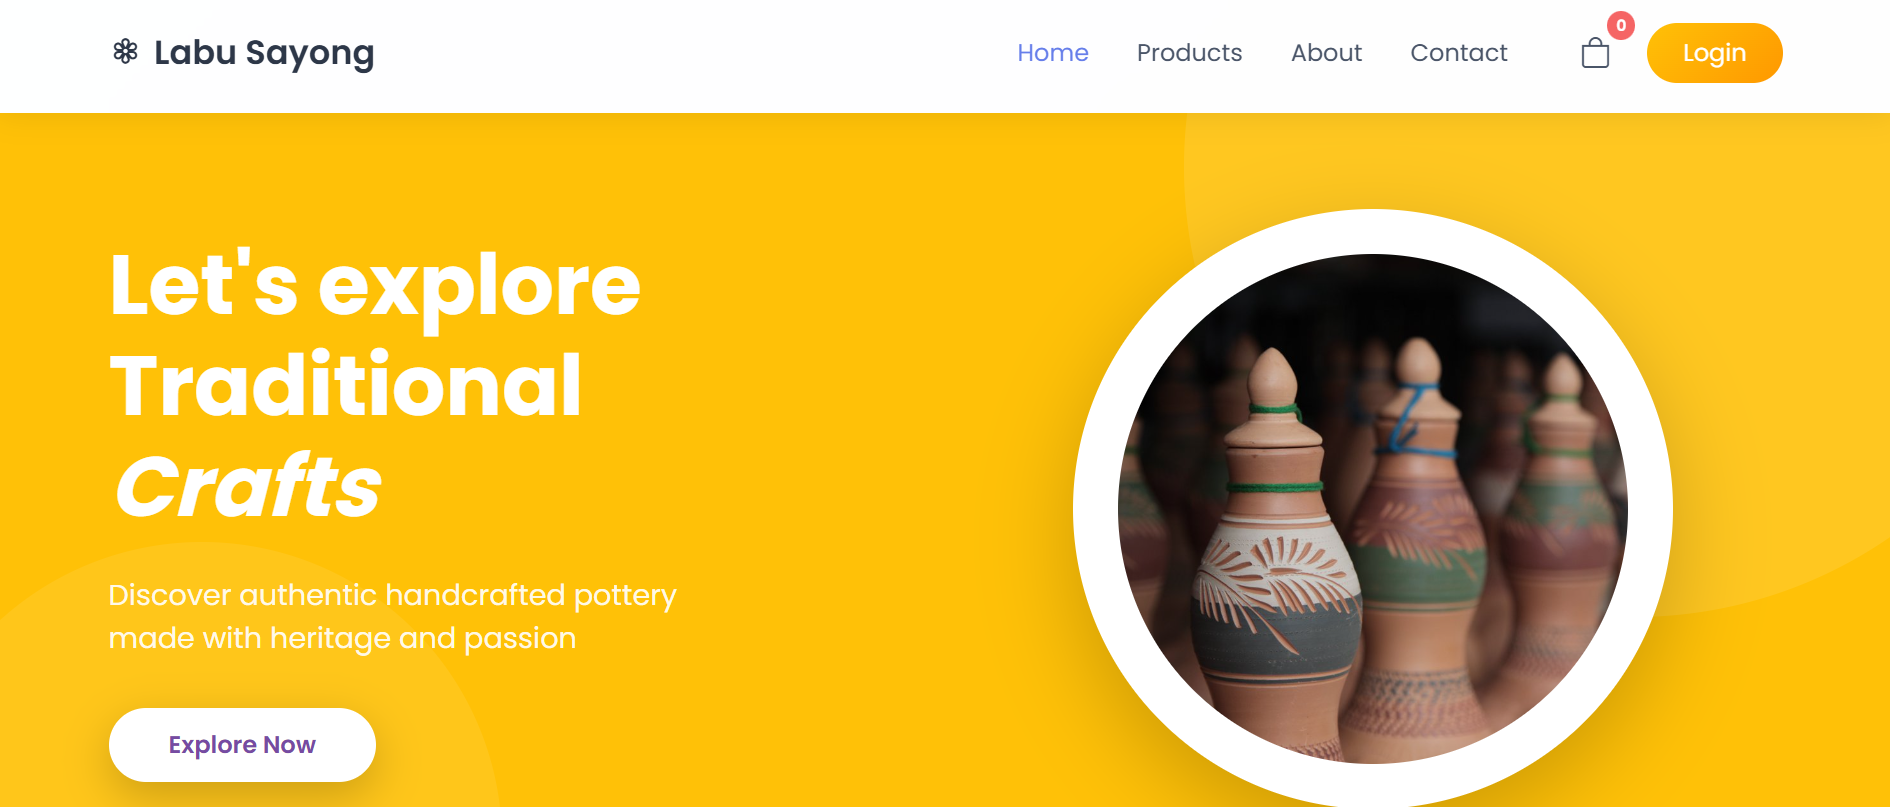 Labu Sayong
Home
Products
About
Contact
0
Login
Let's explore
Traditional
Crafts
Discover authentic handcrafted pottery
made with heritage and passion
Explore Now